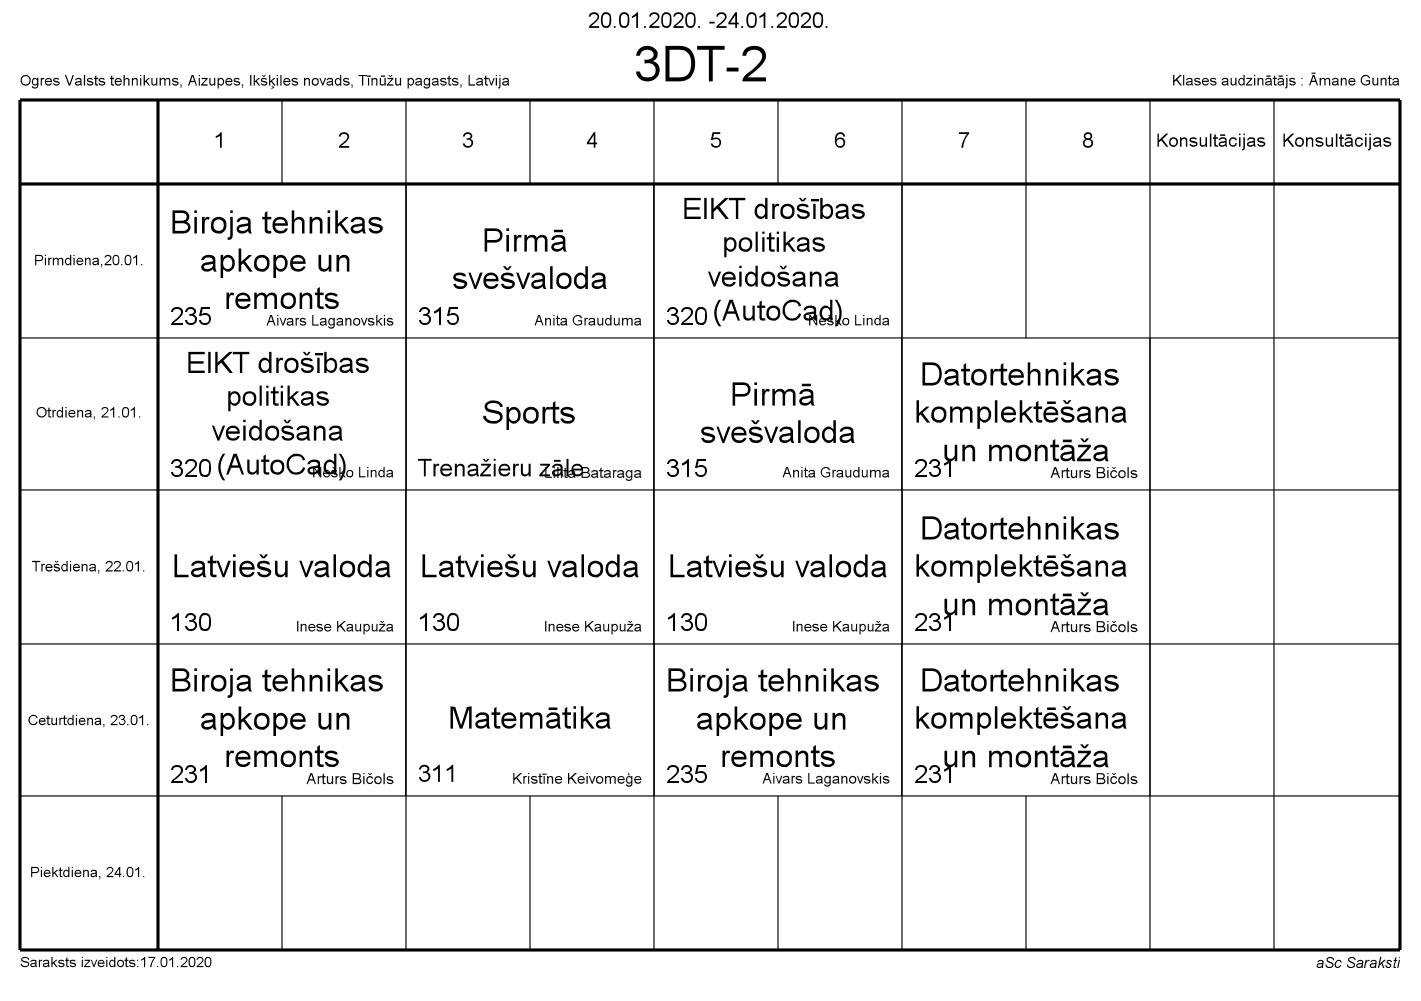 20.01.2020. -24.01.2020.
3DT-2
Ogres Valsts tehnikums, Aizupes, Ikšķiles novads, Tīnūžu pagasts, Latvija
Klases audzinātājs : Āmane Gunta
1 2 3 4 5 6 7 8 Konsultācijas Konsultācijas
Pirmdiena,20.01.
Biroja tehnikas
apkope un
remonts
235 Aivars Laganovskis
Pirmā
svešvaloda
315 Anita Grauduma
EIKT drošības
politikas
veidošana
(AutoCad)
320 Neško Linda
Otrdiena, 21.01.
EIKT drošības
politikas
veidošana
(AutoCad)
320 Neško Linda
Sports
Trenažieru zāle Lilita Bataraga
Pirmā
svešvaloda
315 Anita Grauduma
Datortehnikas
komplektēšana
un montāža
231 Arturs Bičols
Trešdiena, 22.01.
Latviešu valoda
130 Inese Kaupuža
Latviešu valoda
130 Inese Kaupuža
Latviešu valoda
130 Inese Kaupuža
Datortehnikas
komplektēšana
un montāža
231 Arturs Bičols
Ceturtdiena, 23.01.
Biroja tehnikas
apkope un
remonts
231 Arturs Bičols
Matemātika
311 Kristīne Keivomeģe
Biroja tehnikas
apkope un
remonts
235 Aivars Laganovskis
Datortehnikas
komplektēšana
un montāža
231 Arturs Bičols
Piektdiena, 24.01.
Saraksts izveidots:17.01.2020
aSc Saraksti